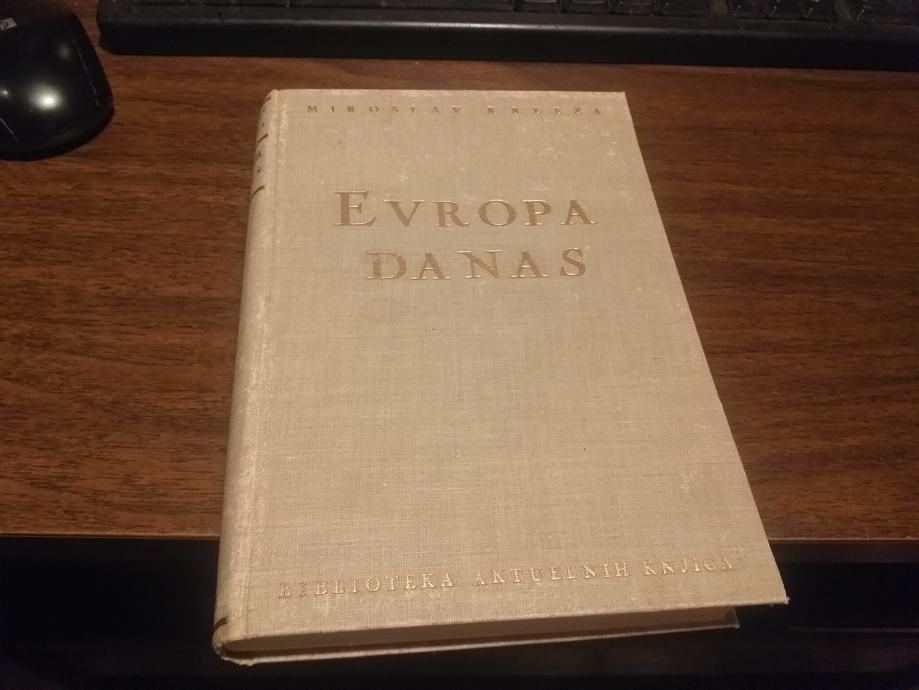 MIROSLAV KRLEŽA
EVROPA
DANAS
BIBLIOTEKA AKTUELNIH KNJIGA